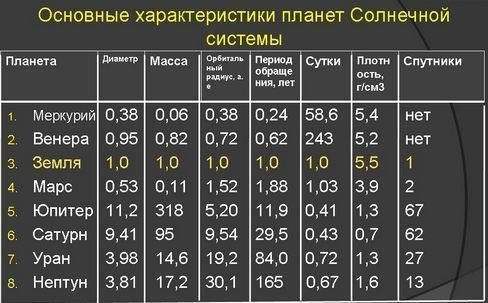 Основные характеристики планет Солнечной
системы
Планета Диаметр Масса Орбиталь ный радиус, а. е Период обраще ния, лет Сутки Плотн ость, г/см3 Спутники
1. Меркурий 0,38 0,06 0,38 0,24 58,6 5,4 нет
2. Венера 0,95 0,82 0,72 0,62 243 5,2 нет
3. Земля 1,0 1,0 1,0 1,0 1,0 5,5 1
4. Марс 0,53 0,11 1,52 1,88 1,03 3,9 2
5. Юпитер 11,2 318 5,20 11,9 0,41 1,3 67
6. Сатурн 9,41 95 9,54 29,5 0,43 0,7 62
7. Уран 3,98 14,6 19,2 84,0 0,72 1,3 27
8. Нептун 3,81 17,2 30,1 165 0,67 1,6 13